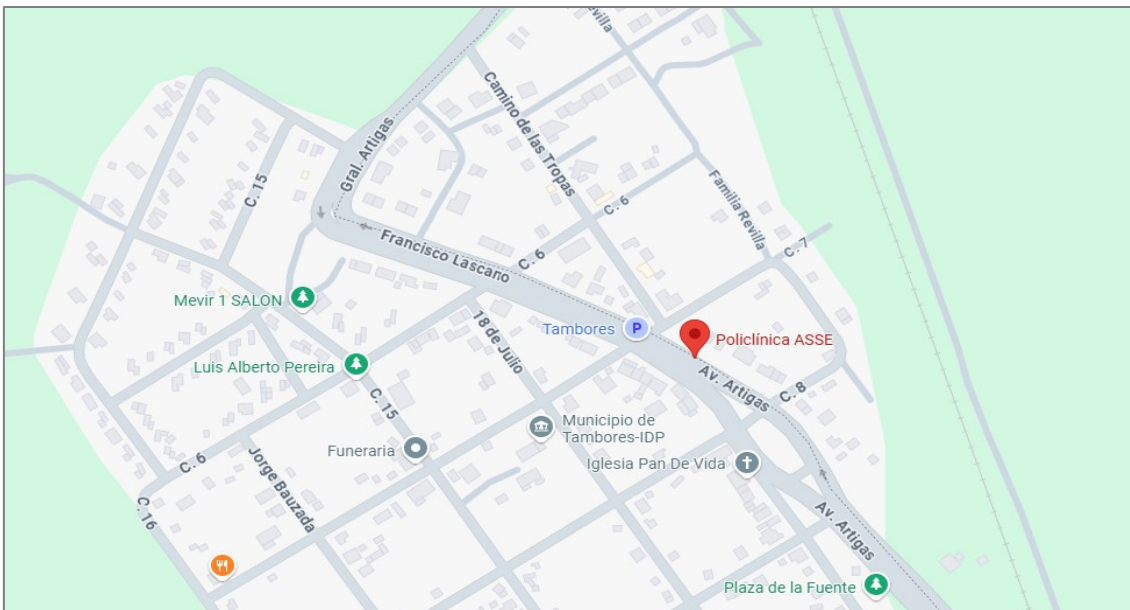 Revilla
Camino de las Tropas
Gral. Artigas
C. 15
Familia Revilla
C. 6
Francisco Lascano
C. 6
C. 7
Mevir 1 SALON
18 de Julio
Tambores
P
Policlínica ASSE
Luis Alberto Pereira
Av. Artigas
C. 15
C. 8
Municipio de
Tambores-IDP
Funeraria
Iglesia Pan De Vida
C. 6
Jorge Bauzada
C. 16
Av. Artigas
Plaza de la Fuente